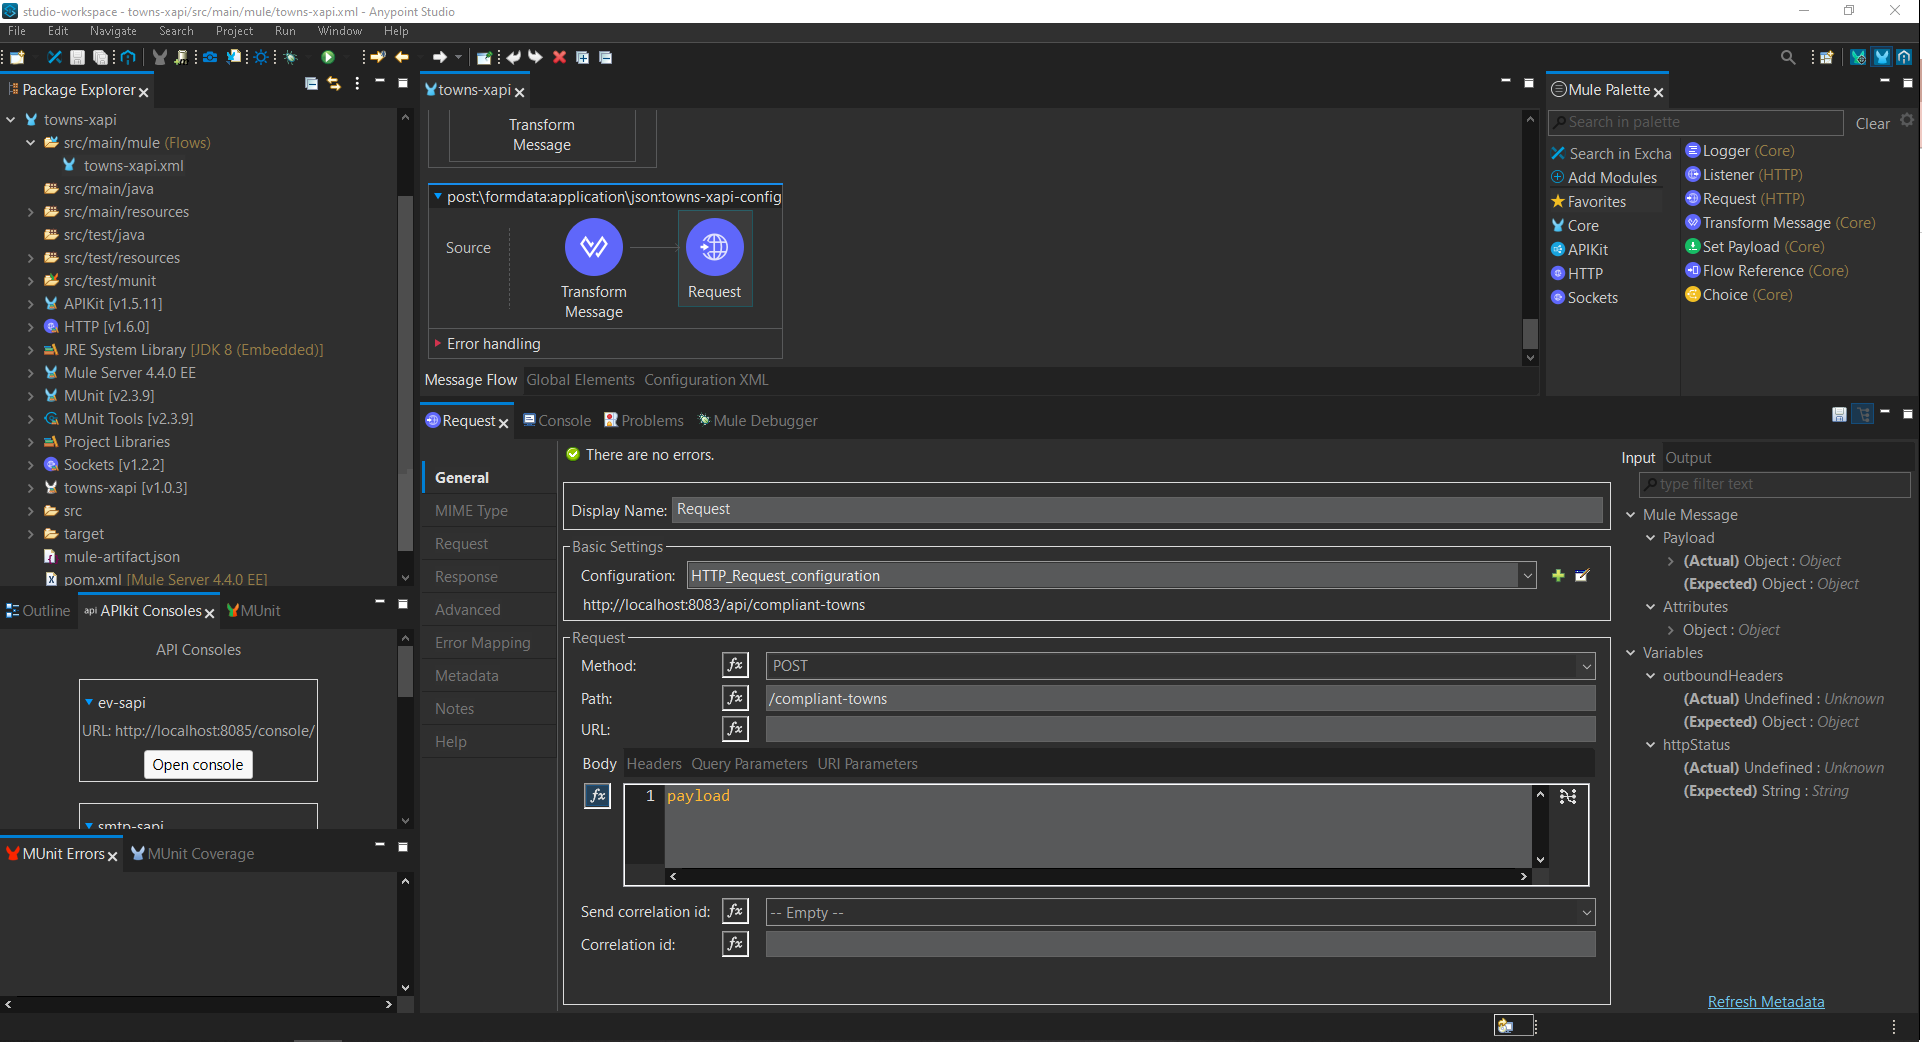 studio-workspace - towns-xapi/src/main/mule/towns-xapi.xml - Anypoint Studio
File Edit Navigate Search Project Run Window Help
Package Explorer
towns-xapi
src/main/mule (Flows)
towns-xapi.xml
src/main/java
src/main/resources
src/test/java
src/test/resources
src/test/munit
APIKit [v1.5.11]
HTTP [v1.6.0]
JRE System Library [JDK 8 (Embedded)]
Mule Server 4.4.0 EE
MUnit [v2.3.9]
MUnit Tools [v2.3.9]
Project Libraries
Sockets [v1.2.2]
towns-xapi [v1.0.3]
src
target
mule-artifact.json
pom.xml [Mule Server 4.4.0 EE]
Outline api APIkit Consoles MUnit
API Consoles
ev-sapi
URL: http://localhost:8085/console/
Open console
smtp-sapi
MUnit Errors MUnit Coverage
towns-xapi
Transform
Message
post:\formdata:application\json:towns-xapi-config
Source
Transform
Message
Request
Error handling
Message Flow Global Elements Configuration XML
Mule Palette
Search in palette
Clear
Search in Excha
Add Modules
Favorites
Core
APIKit
HTTP
Sockets
Logger (Core)
Listener (HTTP)
Request (HTTP)
Transform Message (Core)
Set Payload (Core)
Flow Reference (Core)
Choice (Core)
Request Console Problems Mule Debugger
General
MIME Type
Request
Response
Advanced
Error Mapping
Metadata
Notes
Help
There are no errors.
Display Name: Request
Basic Settings
Configuration: HTTP_Request_configuration
http://localhost:8083/api/compliant-towns
Request
Method: fx POST
Path: fx /compliant-towns
URL: fx
Body Headers Query Parameters URI Parameters
fx 1 payload
Send correlation id: fx -- Empty --
Correlation id: fx
Input Output
type filter text
Mule Message
Payload
(Actual) Object : Object
(Expected) Object : Object
Attributes
Object : Object
Variables
outboundHeaders
(Actual) Undefined : Unknown
(Expected) Object : Object
httpStatus
(Actual) Undefined : Unknown
(Expected) String : String
Refresh Metadata